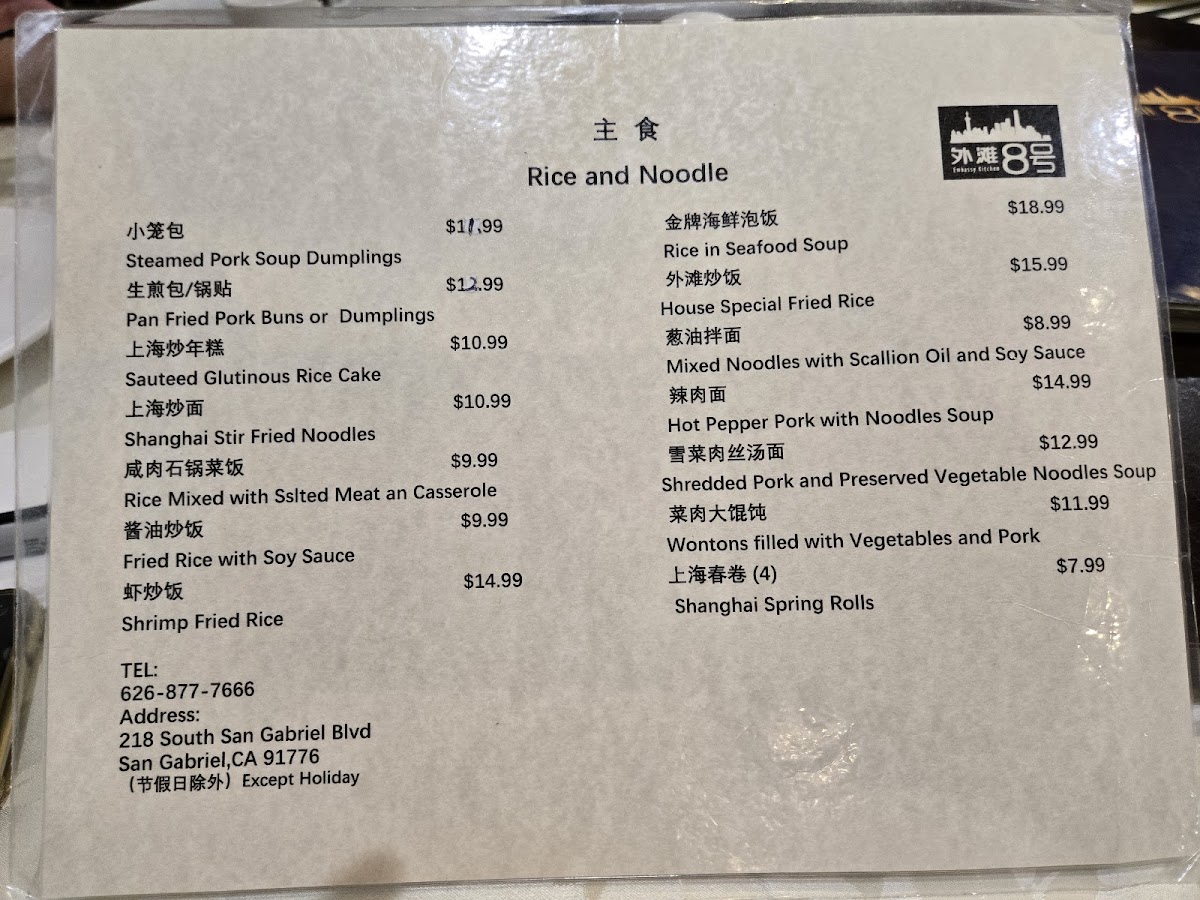 外滩8号
Embassy Kitchen
主 食
Rice and Noodle
小笼包 $11.99
Steamed Pork Soup Dumplings
生煎包/锅贴 $12.99
Pan Fried Pork Buns or Dumplings
上海炒年糕 $10.99
Sauteed Glutinous Rice Cake
上海炒面 $10.99
Shanghai Stir Fried Noodles
咸肉石锅菜饭 $9.99
Rice Mixed with Sslted Meat an Casserole
酱油炒饭 $9.99
Fried Rice with Soy Sauce
虾炒饭 $14.99
Shrimp Fried Rice
金牌海鲜泡饭 $18.99
Rice in Seafood Soup
外滩炒饭 $15.99
House Special Fried Rice
葱油拌面 $8.99
Mixed Noodles with Scallion Oil and Soy Sauce
辣肉面 $14.99
Hot Pepper Pork with Noodles Soup
雪菜肉丝汤面 $12.99
Shredded Pork and Preserved Vegetable Noodles Soup
菜肉大馄饨 $11.99
Wontons filled with Vegetables and Pork
上海春卷 (4) $7.99
Shanghai Spring Rolls
TEL:
626-877-7666
Address:
218 South San Gabriel Blvd
San Gabriel,CA 91776
（节假日除外）Except Holiday